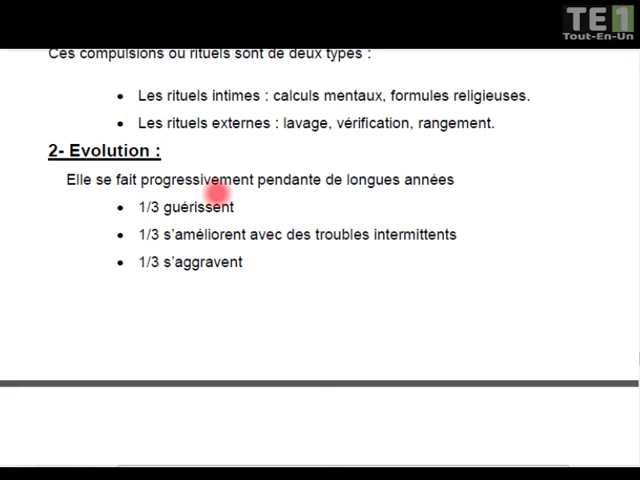 TE1
Tout-En-Un
Ces compulsions ou rituels sont de deux types :
• Les rituels intimes : calculs mentaux, formules religieuses.
• Les rituels externes : lavage, vérification, rangement.
2- Evolution :
Elle se fait progressivement pendante de longues années
• 1/3 guérissent
• 1/3 s’améliorent avec des troubles intermittents
• 1/3 s’aggravent